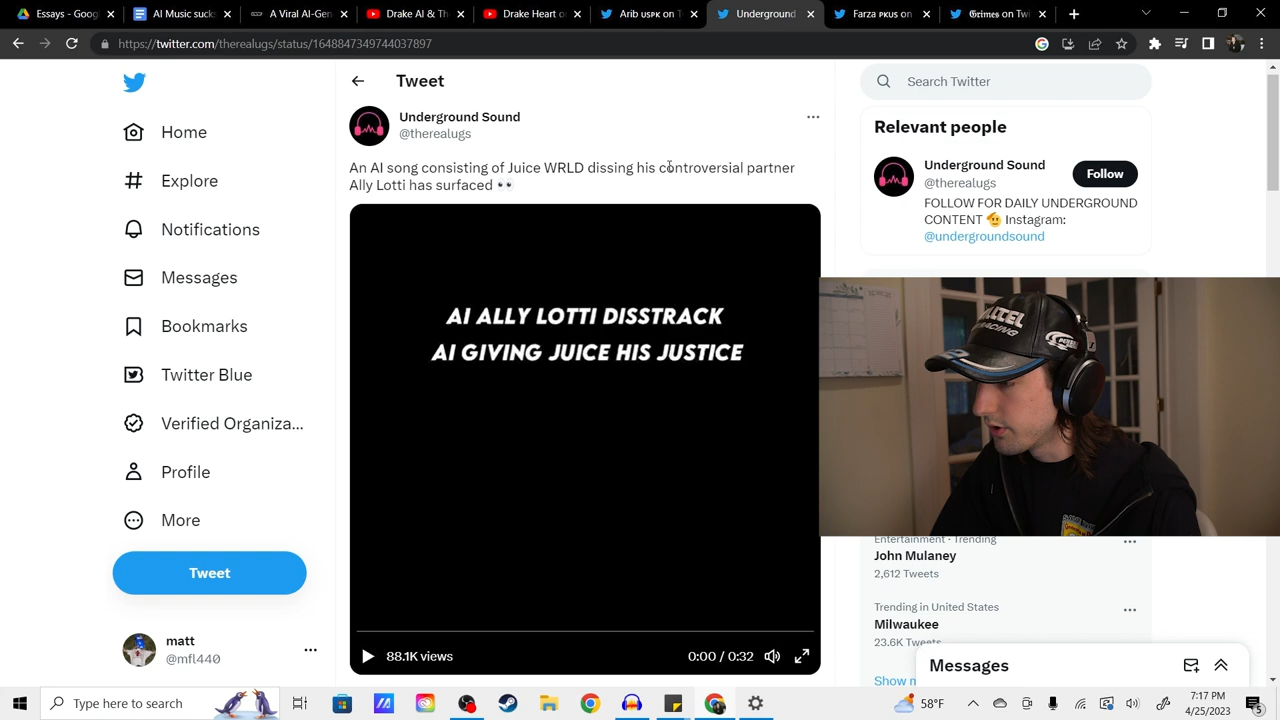 Essays - Googl
AI Music suck
A Viral AI-Gen
Drake AI & Th
Drake Heart o
Arib uspk on T
Underground
Farza pkus on
Grimes on Twi
https://twitter.com/therealugs/status/1648847349744037897
Home
Explore
Notifications
Messages
Bookmarks
Twitter Blue
Verified Organiza...
Profile
More
Tweet
matt
@mfl440
Tweet
Underground Sound
@therealugs
An AI song consisting of Juice WRLD dissing his controversial partner
Ally Lotti has surfaced 👀
AI ALLY LOTTI DISSTRACK
AI GIVING JUICE HIS JUSTICE
88.1K views
0:00 / 0:32
Search Twitter
Relevant people
Underground Sound
@therealugs
Follow
FOLLOW FOR DAILY UNDERGROUND
CONTENT 🫡 Instagram:
@undergroundsound
Entertainment · Trending
John Mulaney
2,612 Tweets
Trending in United States
Milwaukee
23.6K Tweets
Show m
Messages
Type here to search
58°F
7:17 PM
4/25/2023
5